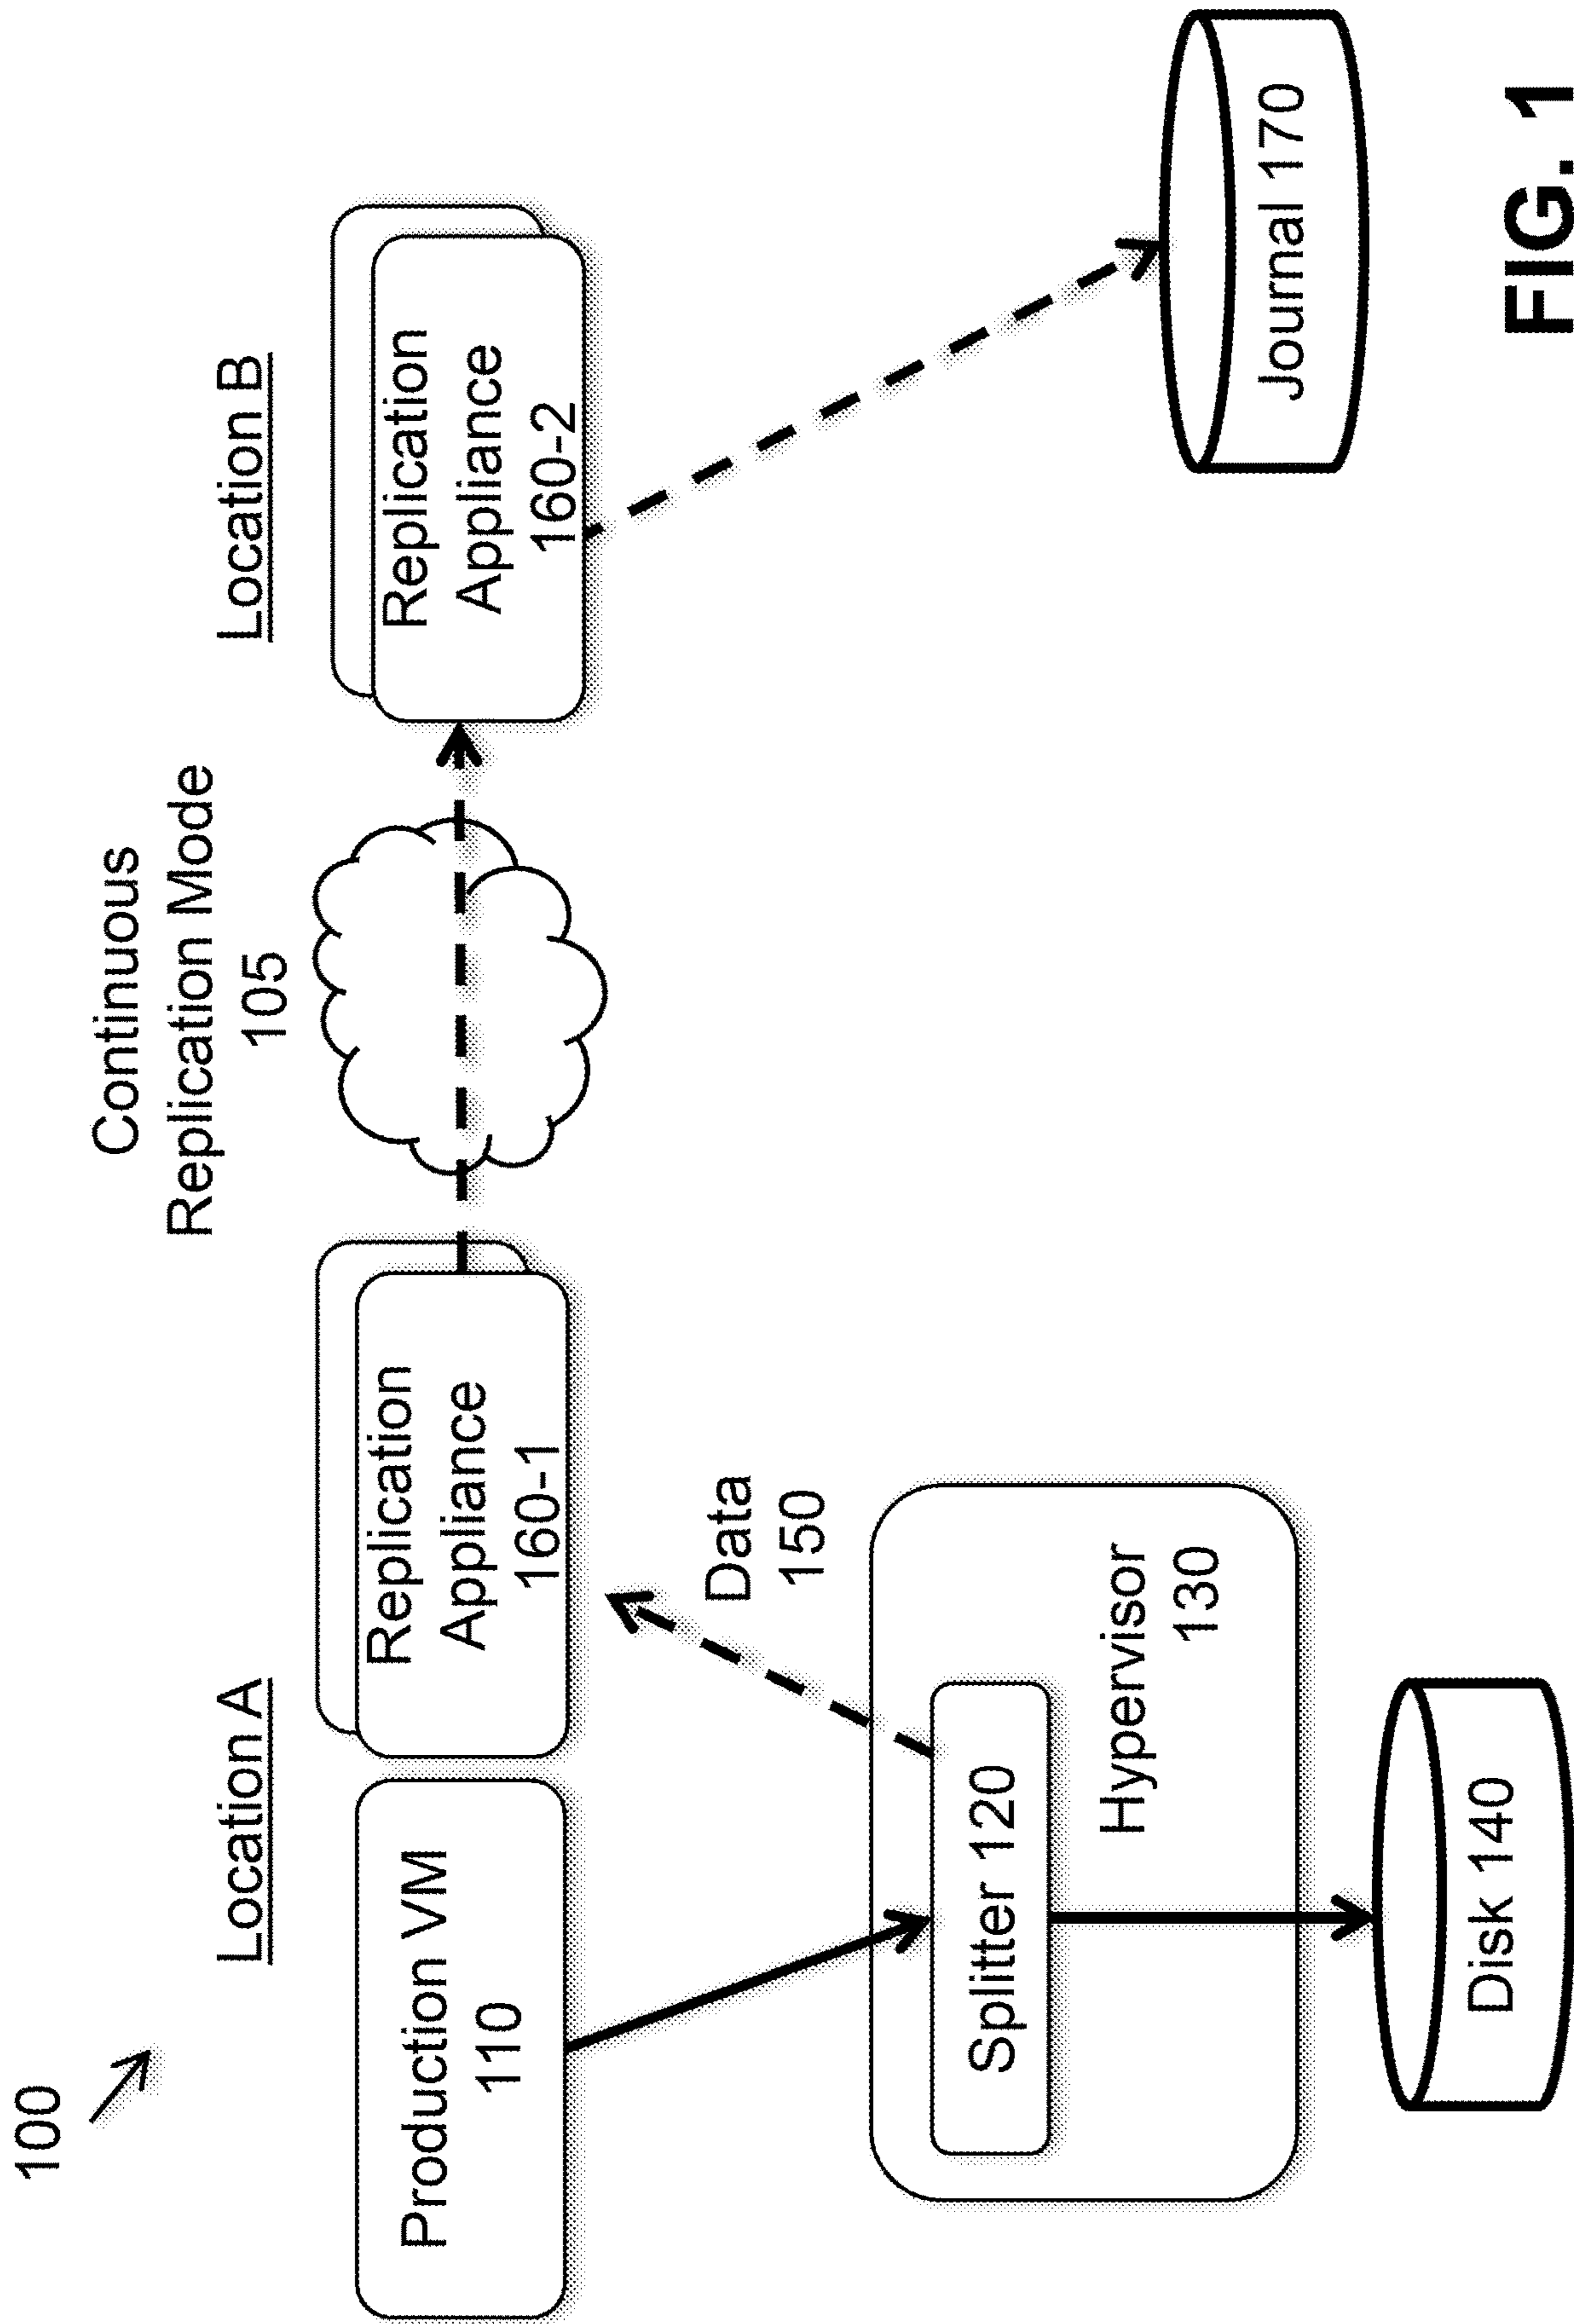 100
Location A
Continuous
Replication Mode
105
Location B
Production VM
110
Replication
Appliance
160-1
Replication
Appliance
160-2
Data
150
Splitter 120
Hypervisor
130
Disk 140
Journal 170
FIG. 1